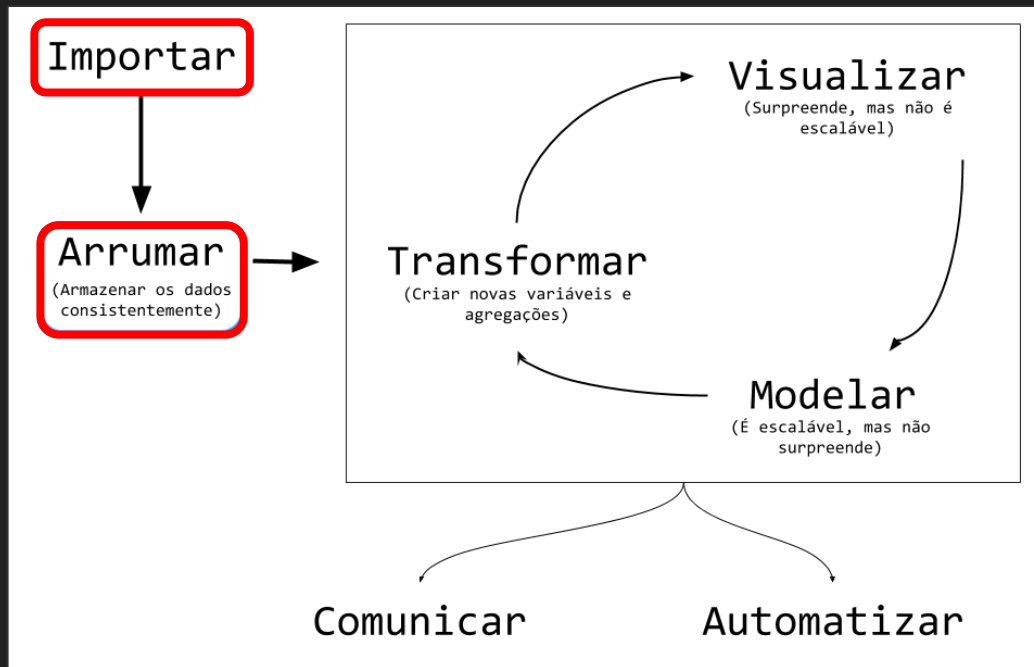 Importar
Arrumar
(Armazenar os dados
consistentemente)
Visualizar
(Surpreende, mas não é
escalável)
Transformar
(Criar novas variáveis e
agregações)
Modelar
(É escalável, mas não
surpreende)
Comunicar
Automatizar